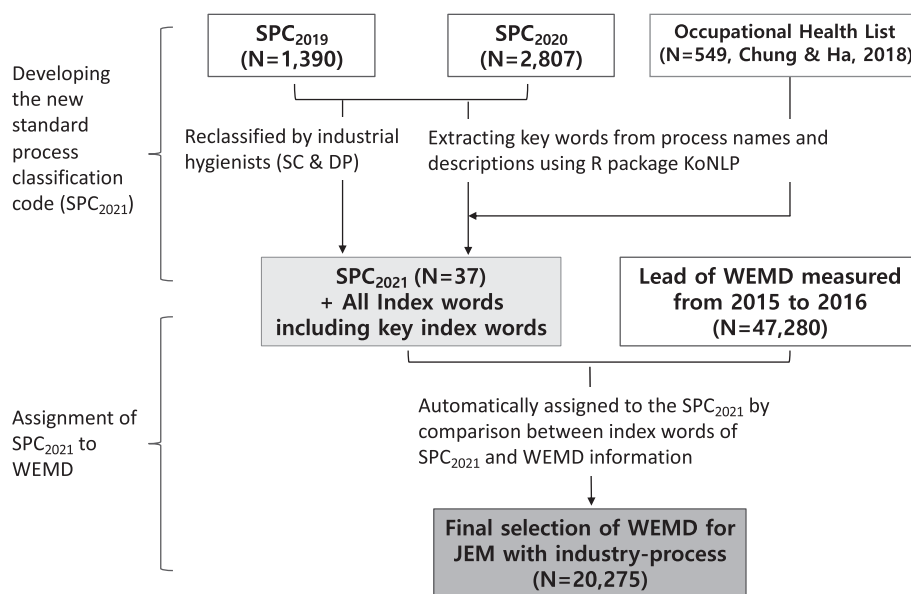 SPC2019
(N=1,390)
SPC2020
(N=2,807)
Occupational Health List
(N=549, Chung & Ha, 2018)
Developing
the new
standard
process
classification
code (SPC2021)
Reclassified by industrial
hygienists (SC & DP)
Extracting key words from process names and
descriptions using R package KoNLP
SPC2021 (N=37)
+ All Index words
including key index words
Lead of WEMD measured
from 2015 to 2016
(N=47,280)
Assignment of
SPC2021 to
WEMD
Automatically assigned to the SPC2021 by
comparison between index words of
SPC2021 and WEMD information
Final selection of WEMD for
JEM with industry-process
(N=20,275)